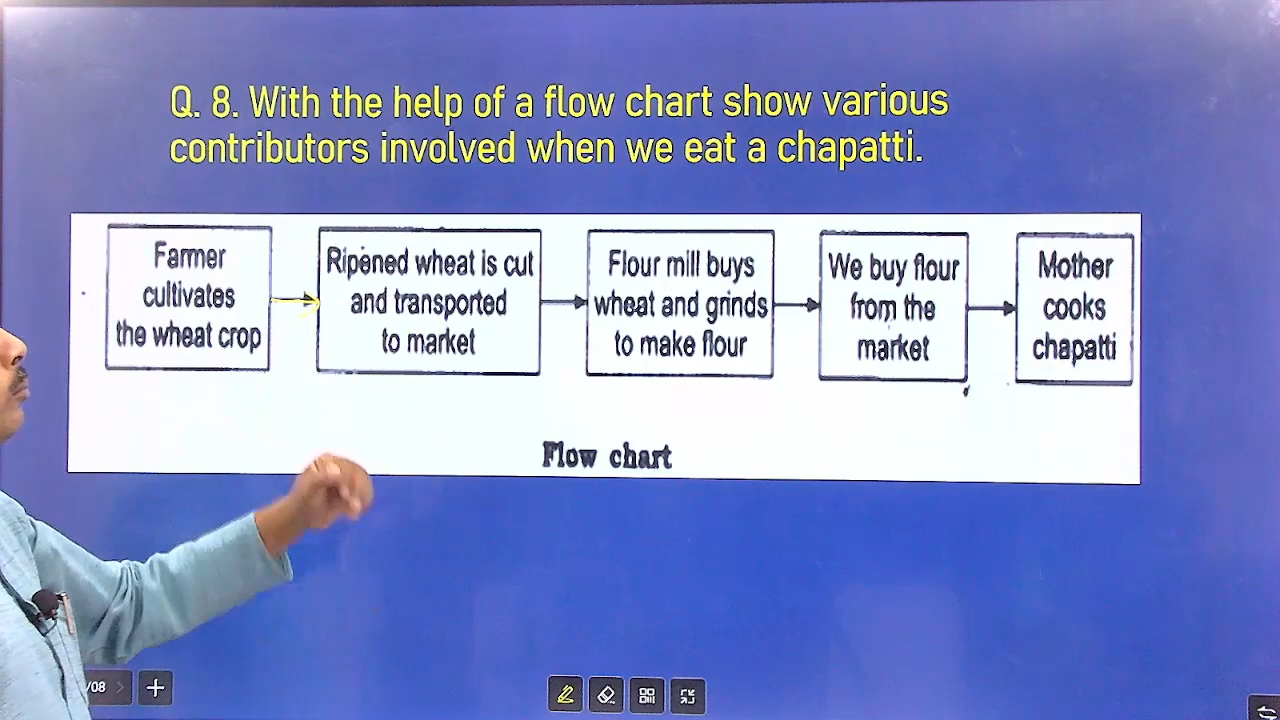 Q. 8. With the help of a flow chart show various
contributors involved when we eat a chapatti.
Farmer
cultivates
the wheat crop
Ripened wheat is cut
and transported
to market
Flour mill buys
wheat and grinds
to make flour
We buy flour
from the
market
Mother
cooks
chapatti
Flow chart
/08